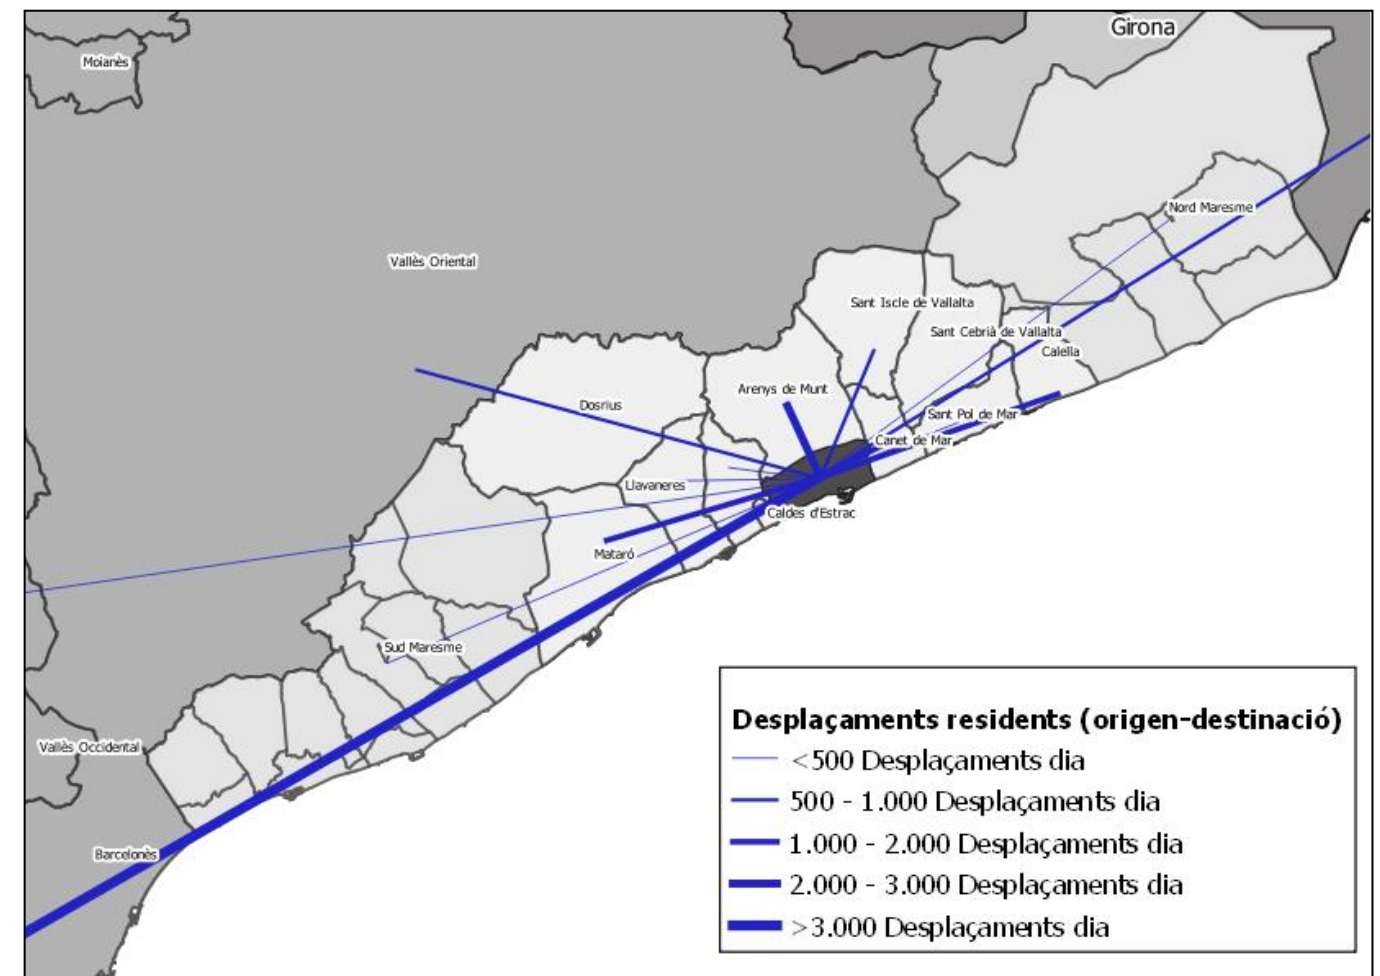 Girona
Moianès
Nord Maresme
Vallès Oriental
Sant Iscle de Vallalta
Sant Cebrià de Vallalta
Calella
Arenys de Munt
Dosrius
Sant Pol de Mar
Canet de Mar
Llavaneres
Caldes d'Estrac
Mataró
Sud Maresme
Vallès Occidental
Barcelonès
Desplaçaments residents (origen-destinació)
<500 Desplaçaments dia
500 - 1.000 Desplaçaments dia
1.000 - 2.000 Desplaçaments dia
2.000 - 3.000 Desplaçaments dia
>3.000 Desplaçaments dia